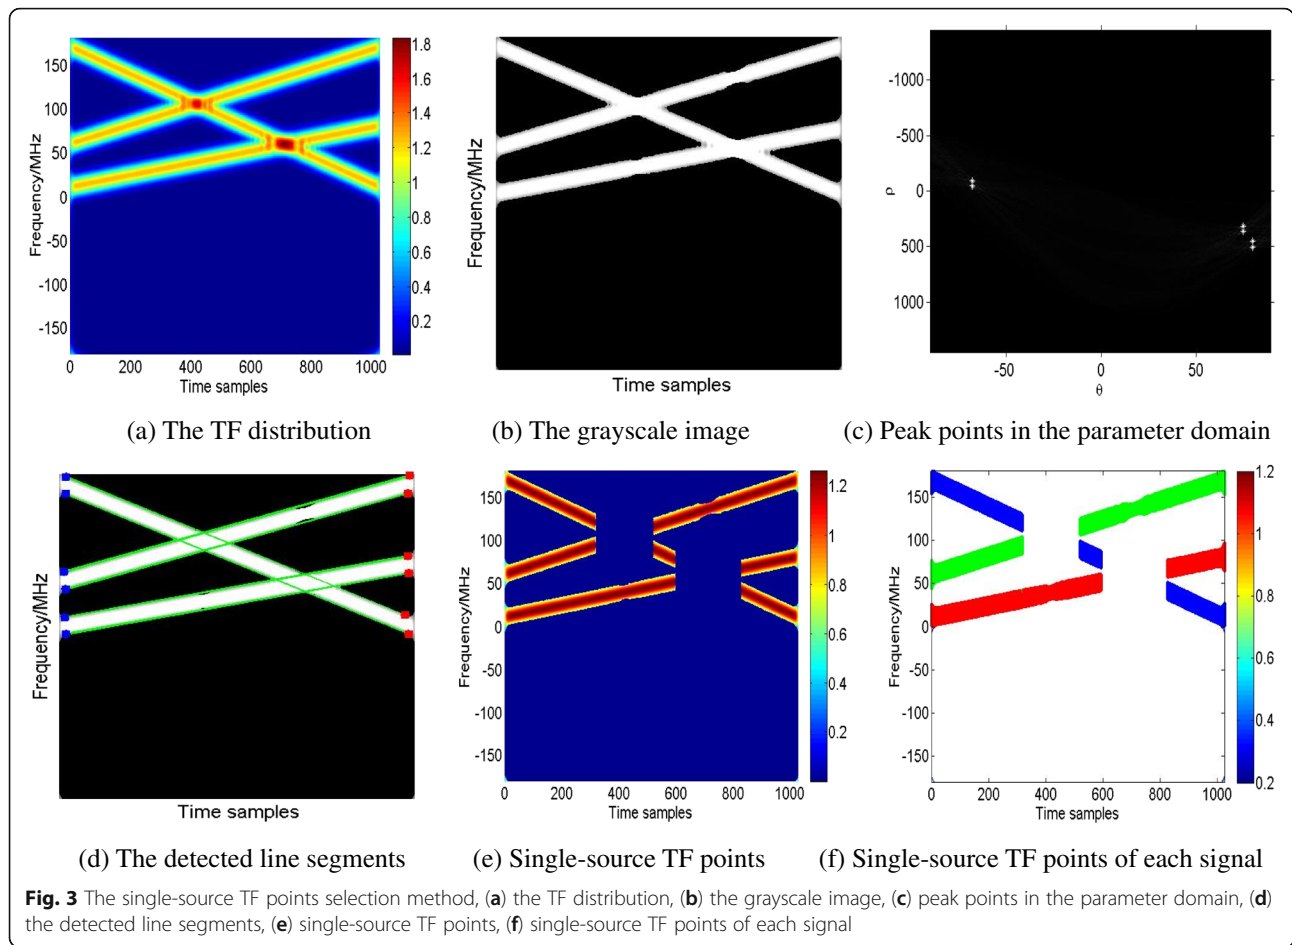 Frequency/MHz
150
100
50
0
-50
-100
-150
0 200 400 600 800 1000
Time samples
1.8
1.6
1.4
1.2
1
0.8
0.6
0.4
0.2
(a) The TF distribution
Frequency/MHz
Time samples
(b) The grayscale image
ρ
-1000
-500
0
500
1000
-50 0 50
θ
(c) Peak points in the parameter domain
Frequency/MHz
Time samples
(d) The detected line segments
Frequency/MHz
150
100
50
0
-50
-100
-150
0 200 400 600 800 1000
Time samples
1.2
1
0.8
0.6
0.4
0.2
(e) Single-source TF points
Frequency/MHz
150
100
50
0
-50
-100
-150
0 200 400 600 800 1000
Time samples
1.2
1
0.8
0.6
0.4
0.2
(f) Single-source TF points of each signal
Fig. 3 The single-source TF points selection method, (a) the TF distribution, (b) the grayscale image, (c) peak points in the parameter domain, (d)
the detected line segments, (e) single-source TF points, (f) single-source TF points of each signal